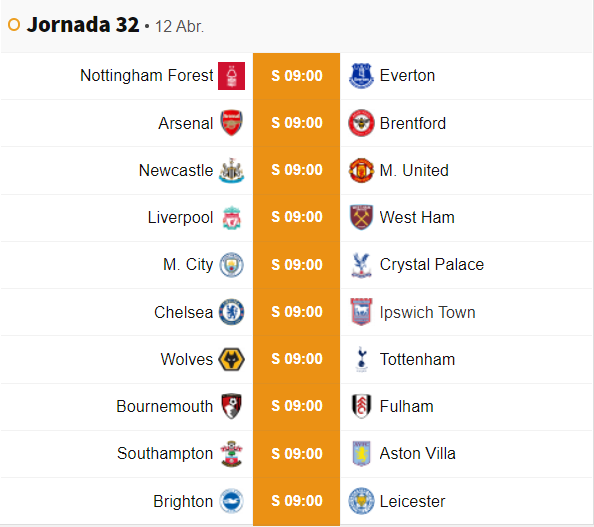 Jornada 32 • 12 Abr.
Nottingham Forest S 09:00 Everton
Arsenal S 09:00 Brentford
Newcastle S 09:00 M. United
Liverpool S 09:00 West Ham
M. City S 09:00 Crystal Palace
Chelsea S 09:00 Ipswich Town
Wolves S 09:00 Tottenham
Bournemouth S 09:00 Fulham
Southampton S 09:00 Aston Villa
Brighton S 09:00 Leicester